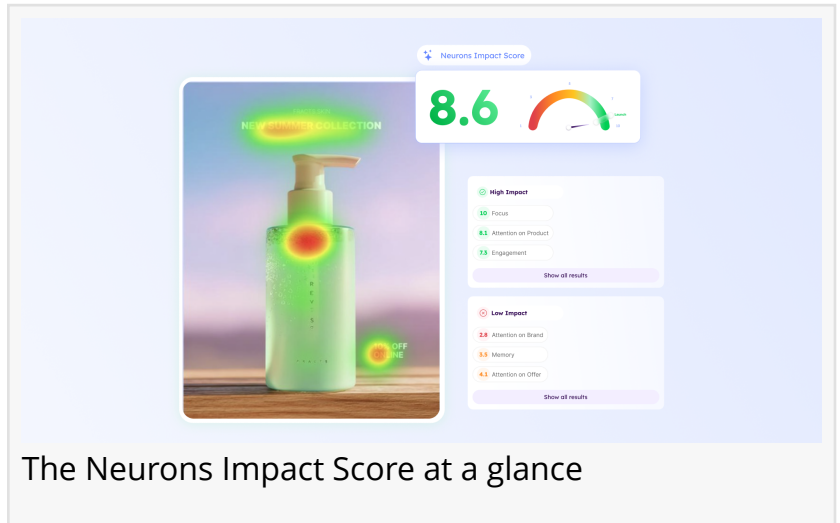 Neurons Impact Score
8.6
NEW SUMMER COLLECTION
High Impact
10 Focus
8.1 Attention on Product
7.5 Engagement
Show all results
Low Impact
2.6 Attention on Brand
3.5 Memory
4.1 Attention on Offer
Show all results
OFF
The Neurons Impact Score at a glance